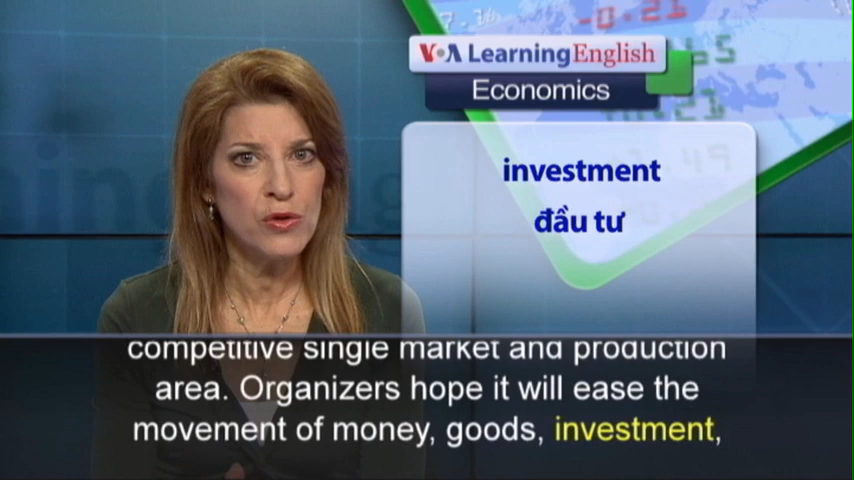 VOA Learning English
Economics
investment
đầu tư
competitive single market and production
area. Organizers hope it will ease the
movement of money, goods, investment,